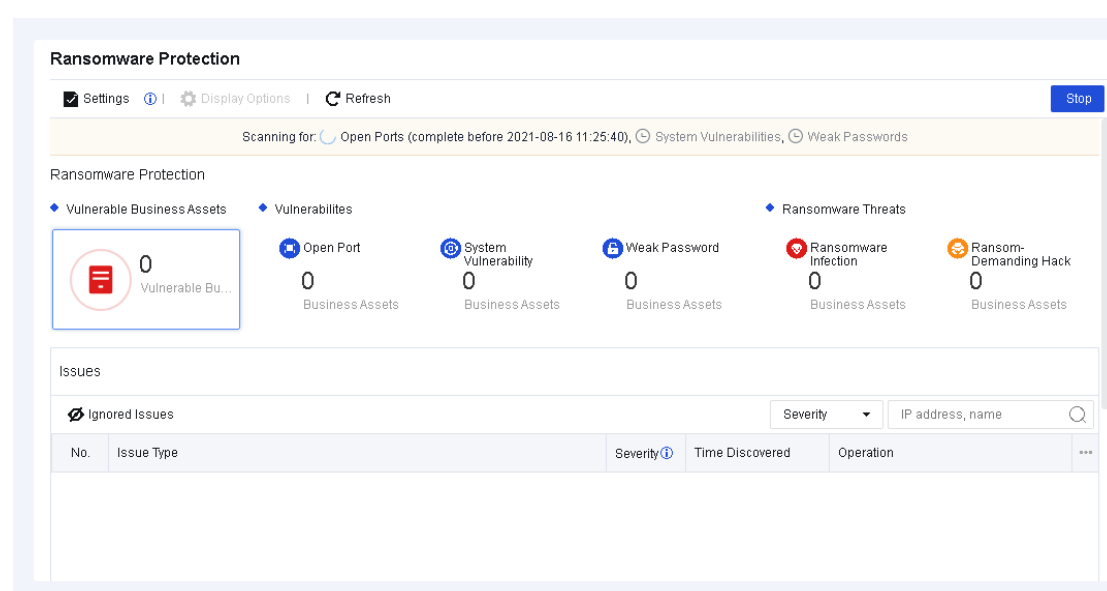 Ransomware Protection
Settings | Display Options | Refresh
Stop
Scanning for: Open Ports (complete before 2021-08-16 11:25:40), System Vulnerabilities, Weak Passwords
Ransomware Protection
Vulnerable Business Assets
Vulnerabilites
Ransomware Threats
0
Vulnerable Bu...
Open Port
0
Business Assets
System
Vulnerability
0
Business Assets
Weak Password
0
Business Assets
Ransomware
Infection
0
Business Assets
Ransom-
Demanding Hack
0
Business Assets
Issues
Ignored Issues
Severity
IP address, name
No. Issue Type Severity Time Discovered Operation